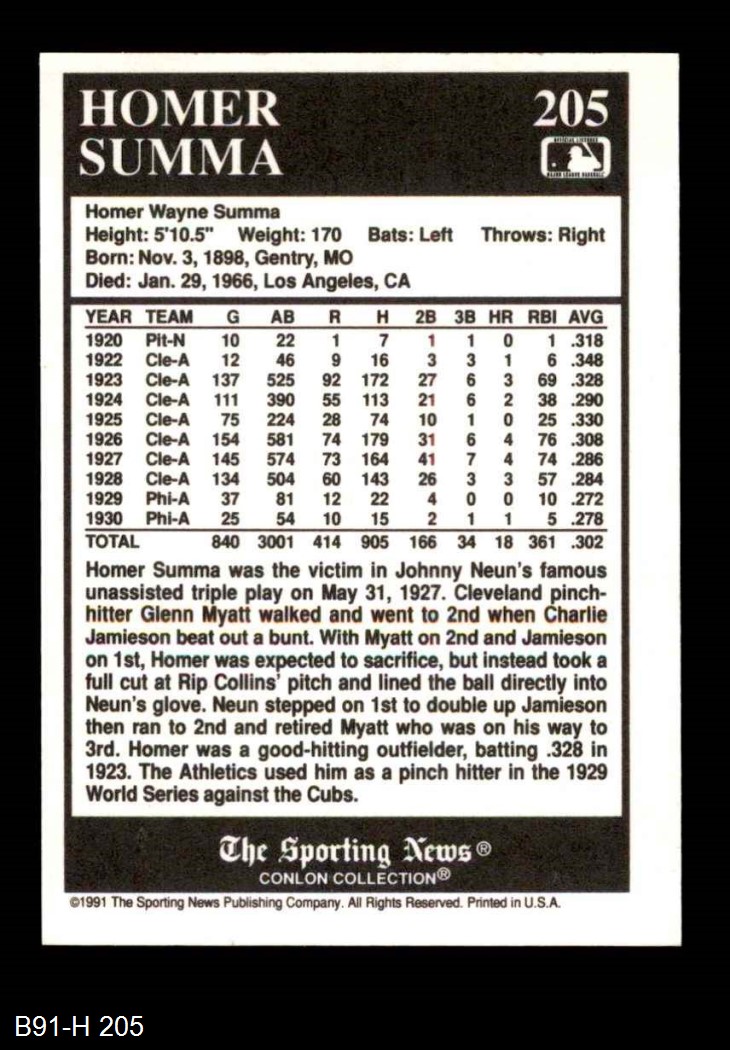 HOMER
SUMMA
205
Homer Wayne Summa
Height: 5'10.5" Weight: 170 Bats: Left Throws: Right
Born: Nov. 3, 1898, Gentry, MO
Died: Jan. 29, 1966, Los Angeles, CA
YEAR TEAM G AB R H 2B 3B HR RBI AVG
1920 Pit-N 10 22 1 7 1 1 0 1 .318
1922 Cle-A 12 46 9 16 3 3 1 6 .348
1923 Cle-A 137 525 92 172 27 6 3 69 .328
1924 Cle-A 111 390 55 113 21 6 2 38 .290
1925 Cle-A 75 224 28 74 10 1 0 25 .330
1926 Cle-A 154 581 74 179 31 6 4 76 .308
1927 Cle-A 145 574 73 164 41 7 4 74 .286
1928 Cle-A 134 504 60 143 26 3 3 57 .284
1929 Phi-A 37 81 12 22 4 0 0 10 .272
1930 Phi-A 25 54 10 15 2 1 1 5 .278
TOTAL 840 3001 414 905 166 34 18 361 .302
Homer Summa was the victim in Johnny Neun's famous
unassisted triple play on May 31, 1927. Cleveland pinch-
hitter Glenn Myatt walked and went to 2nd when Charlie
Jamieson beat out a bunt. With Myatt on 2nd and Jamieson
on 1st, Homer was expected to sacrifice, but instead took a
full cut at Rip Collins' pitch and lined the ball directly into
Neun's glove. Neun stepped on 1st to double up Jamieson
then ran to 2nd and retired Myatt who was on his way to
3rd. Homer was a good-hitting outfielder, batting .328 in
1923. The Athletics used him as a pinch hitter in the 1929
World Series against the Cubs.
The Sporting News®
CONLON COLLECTION®
©1991 The Sporting News Publishing Company. All Rights Reserved. Printed in U.S.A.
B91-H 205